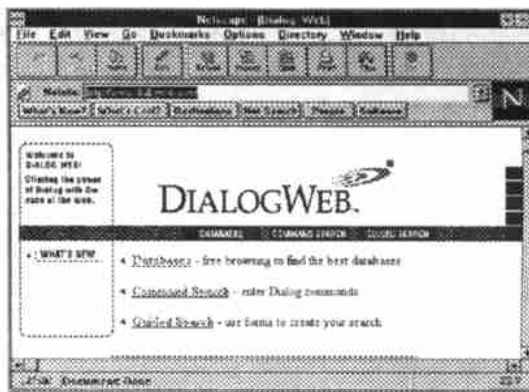 Netscape - [Dialog Web]
File Edit View Go Bookmarks Options Directory Window Help
What's New? What's Cool? Destinations Net Search People Software
Welcome to
DIALOG WEB!
Offering the power
of Dialog with the
ease of the web.
DIALOGWEB.
DATABASES COMMAND SEARCH GUIDED SEARCH
WHAT'S NEW
Databases - free browsing to find the best databases
Command Search - enter Dialog commands
Guided Search - use forms to create your search
Document: Done